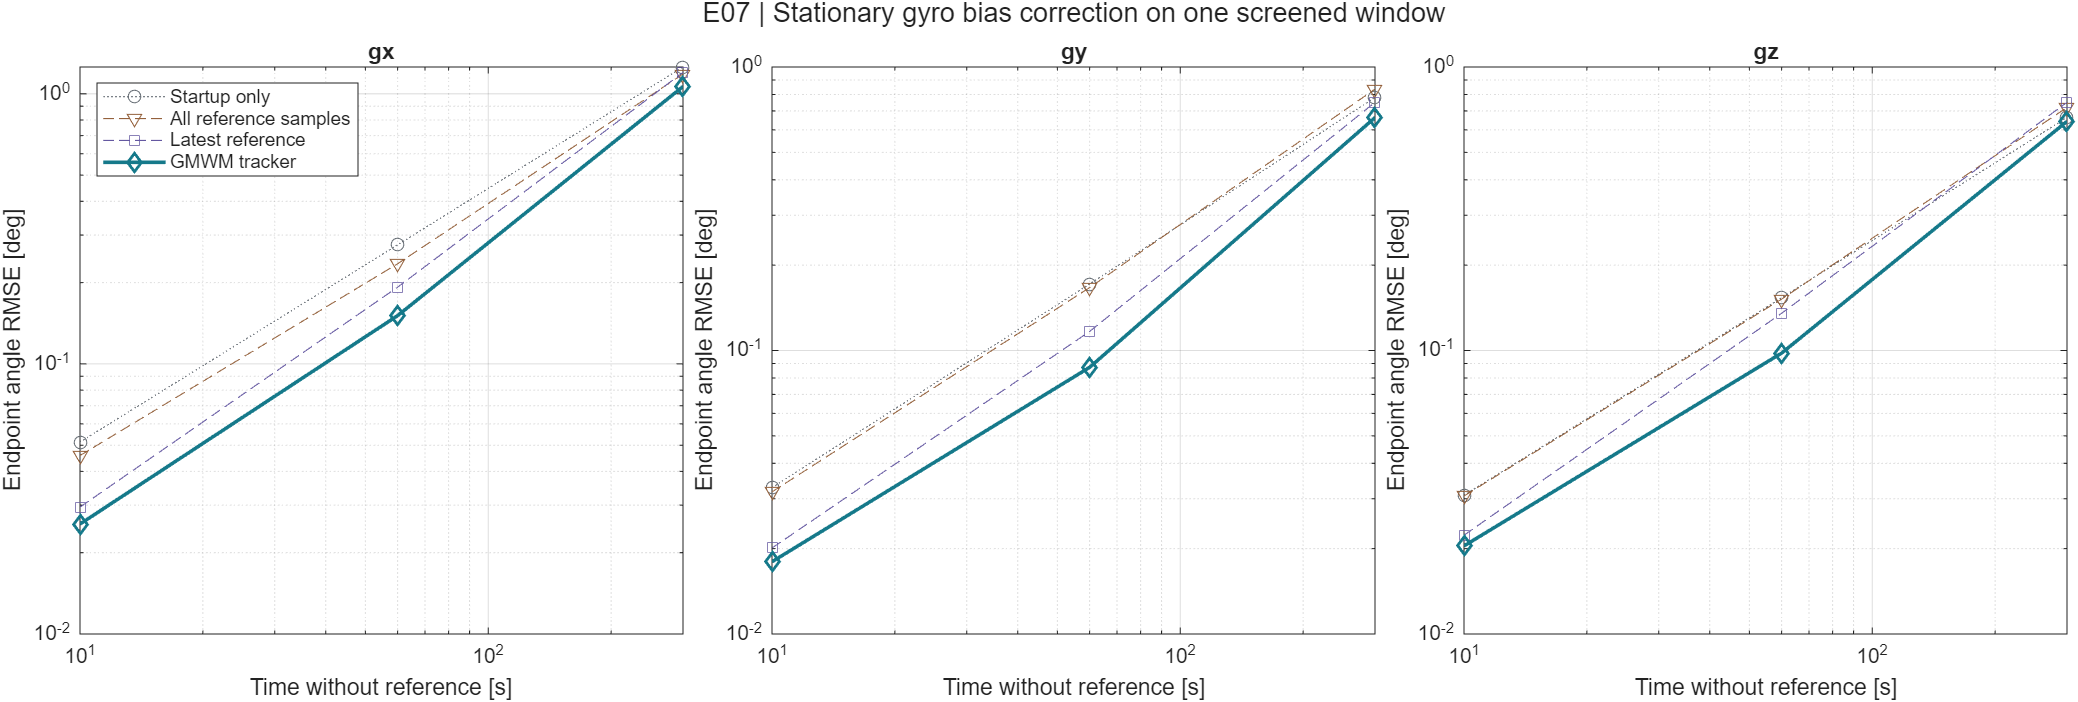 E07 | Stationary gyro bias correction on one screened window
gx
10^0
10^-1
10^-2
10^1
10^2
Endpoint angle RMSE [deg]
Time without reference [s]
Startup only
All reference samples
Latest reference
GMWM tracker
gy
10^0
10^-1
10^-2
10^1
10^2
Endpoint angle RMSE [deg]
Time without reference [s]
gz
10^0
10^-1
10^-2
10^1
10^2
Endpoint angle RMSE [deg]
Time without reference [s]